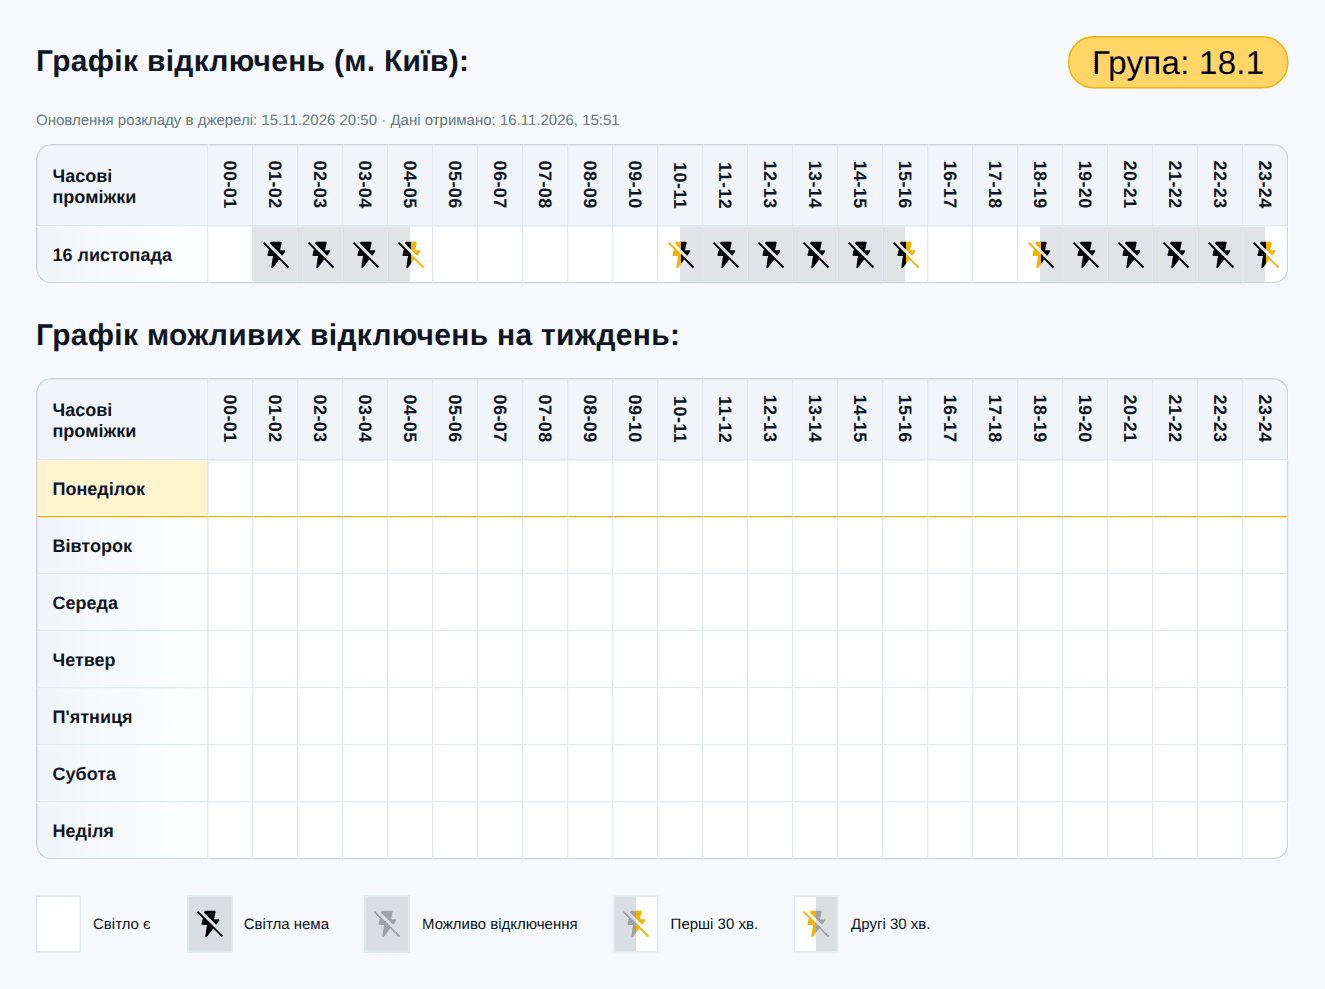 Графік відключень (м. Київ):
Група: 18.1
Оновлення розкладу в джерелі: 15.11.2026 20:50 · Дані отримано: 16.11.2026, 15:51
Часові
проміжки
00-01 01-02 02-03 03-04 04-05 05-06 06-07 07-08 08-09 09-10 10-11 11-12 12-13 13-14 14-15 15-16 16-17 17-18 18-19 19-20 20-21 21-22 22-23 23-24
16 листопада
Графік можливих відключень на тиждень:
Часові
проміжки
00-01 01-02 02-03 03-04 04-05 05-06 06-07 07-08 08-09 09-10 10-11 11-12 12-13 13-14 14-15 15-16 16-17 17-18 18-19 19-20 20-21 21-22 22-23 23-24
Понеділок
Вівторок
Середа
Четвер
П'ятниця
Субота
Неділя
Світло є
Світла нема
Можливо відключення
Перші 30 хв.
Другі 30 хв.